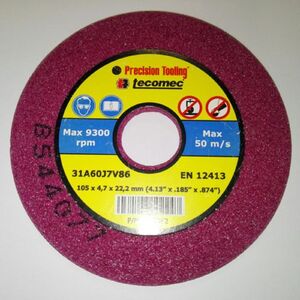 Precision Tooling
tecomec
Max 9300
rpm
Max
50 m/s
31A60J7V86
EN 12413
105 x 4,7 x 22,2 mm (4.13" x .185" x .874")
B544077